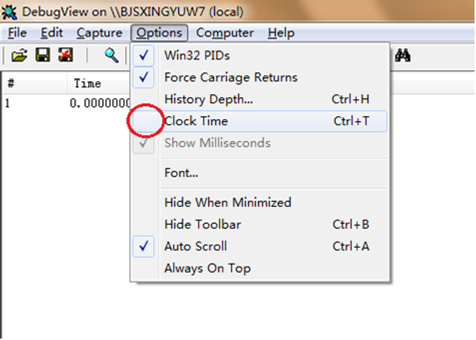 DebugView on \\BJSXINGYUW7 (local)
File Edit Capture Options Computer Help
# Time
1 0.0000000
Win32 PIDs
Force Carriage Returns
History Depth... Ctrl+H
Clock Time Ctrl+T
Show Milliseconds
Font...
Hide When Minimized
Hide Toolbar Ctrl+B
Auto Scroll Ctrl+A
Always On Top